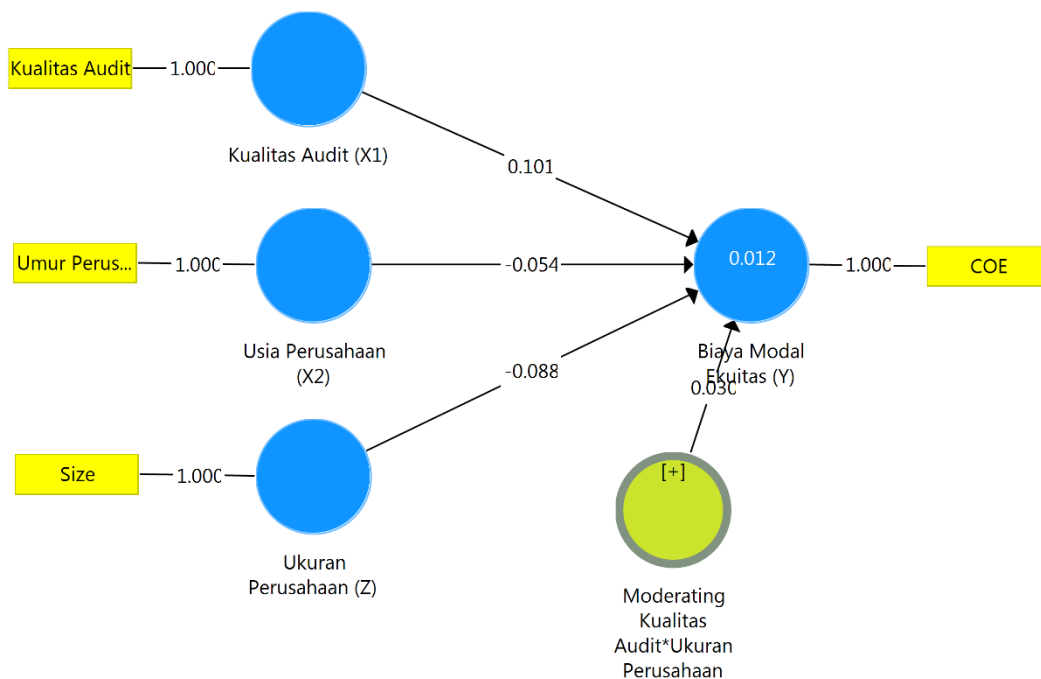 Kualitas Audit
1.000
Kualitas Audit (X1)
0.101
Umur Perus...
1.000
Usia Perusahaan
(X2)
-0.054
0.012
1.000
COE
Biaya Modal
Ekuitas (Y)
Size
1.000
Ukuran
Perusahaan (Z)
-0.088
0.030
[+]
Moderating
Kualitas
Audit*Ukuran
Perusahaan